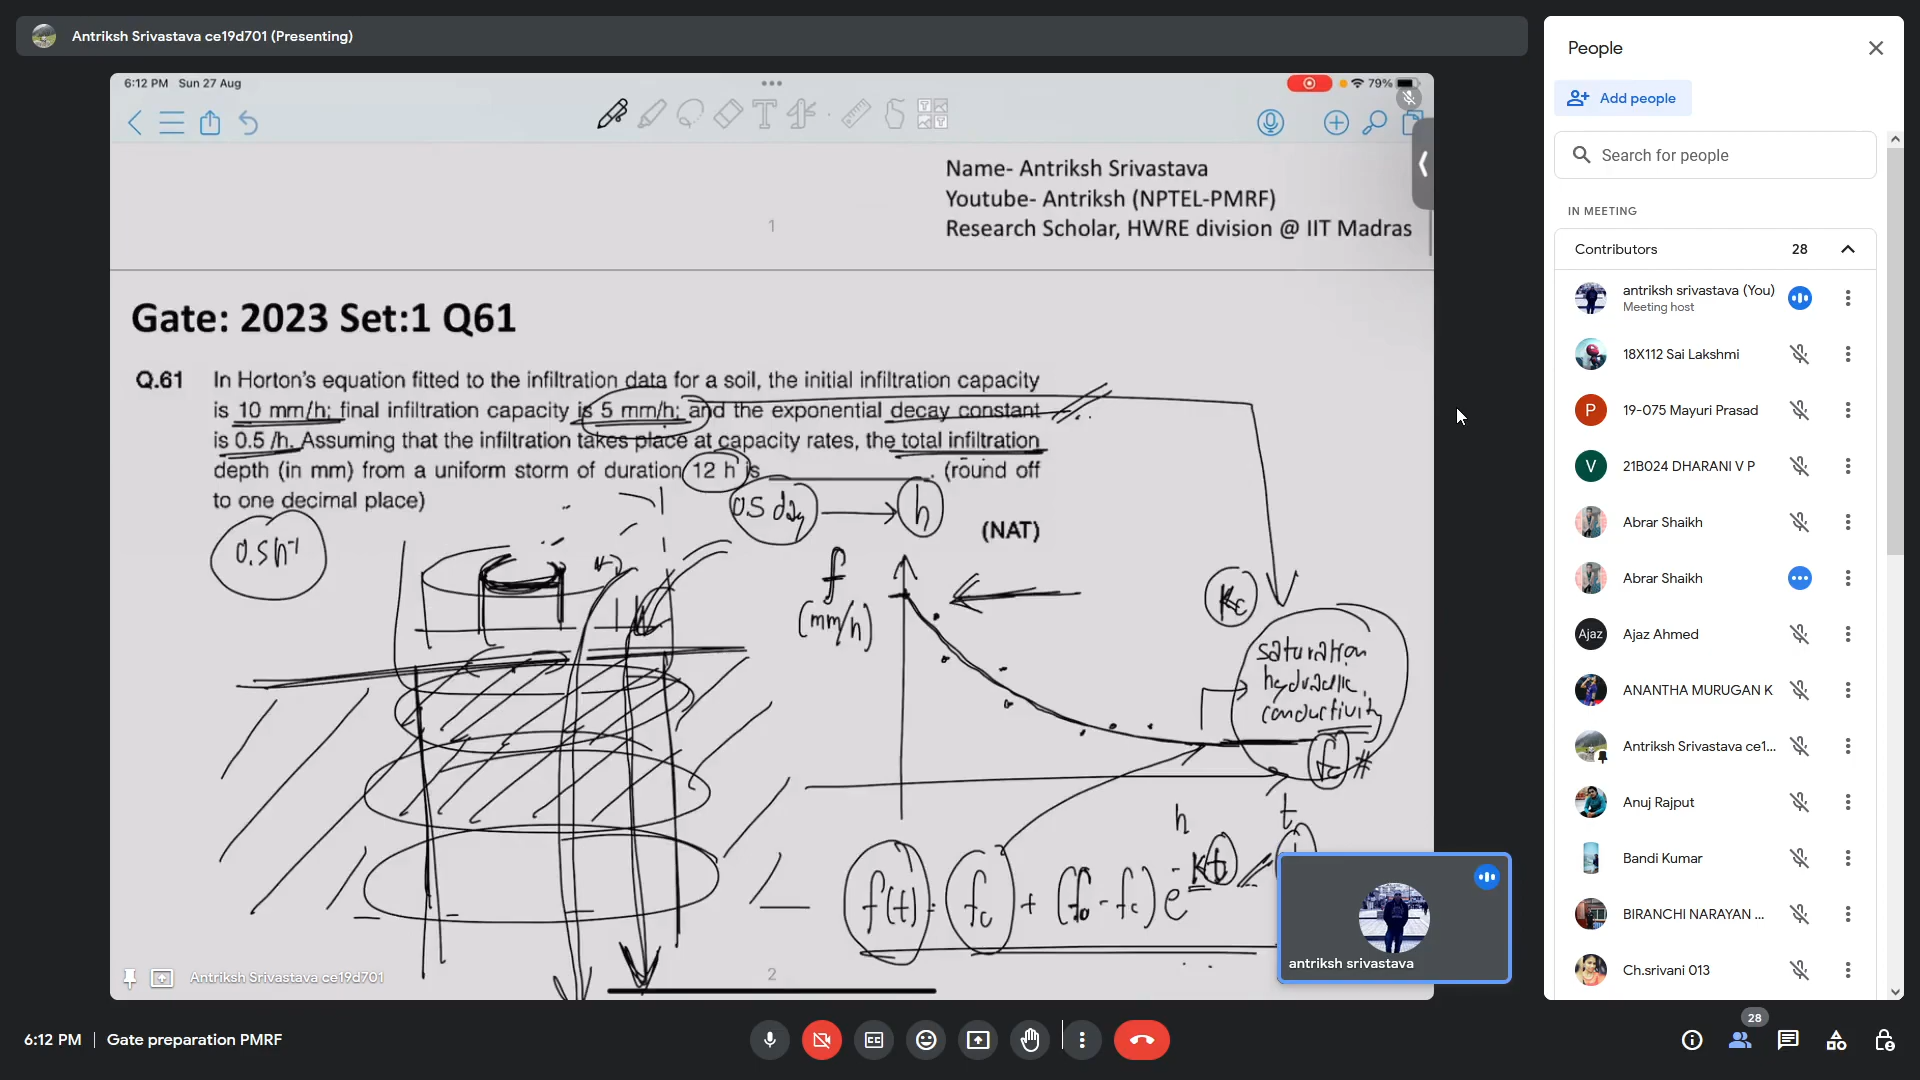 Antriksh Srivastava ce19d701 (Presenting)
6:12 PM Sun 27 Aug
79%
Name- Antriksh Srivastava
Youtube- Antriksh (NPTEL-PMRF)
Research Scholar, HWRE division @ IIT Madras
1
Gate: 2023 Set:1 Q61
Q.61 In Horton's equation fitted to the infiltration data for a soil, the initial infiltration capacity
is 10 mm/h; final infiltration capacity is 5 mm/h; and the exponential decay constant
is 0.5 /h. Assuming that the infiltration takes place at capacity rates, the total infiltration
depth (in mm) from a uniform storm of duration 12 h is ________. (round off
to one decimal place)
(NAT)
0.5 day
h
0.5 h-1
f
(mm/h)
saturation
hydraulic
conductivity
fc #
h
t
f(t) = fc + (fo - fc) e-kt
2
Antriksh Srivastava ce19d701
antriksh srivastava
People
Add people
Search for people
IN MEETING
Contributors 28
antriksh srivastava (You)
Meeting host
18X112 Sai Lakshmi
P 19-075 Mayuri Prasad
V 21B024 DHARANI V P
Abrar Shaikh
Abrar Shaikh
Ajaz Ajaz Ahmed
ANANTHA MURUGAN K
Antriksh Srivastava ce1...
Anuj Rajput
Bandi Kumar
BIRANCHI NARAYAN ...
Ch.srivani 013
6:12 PM | Gate preparation PMRF
28